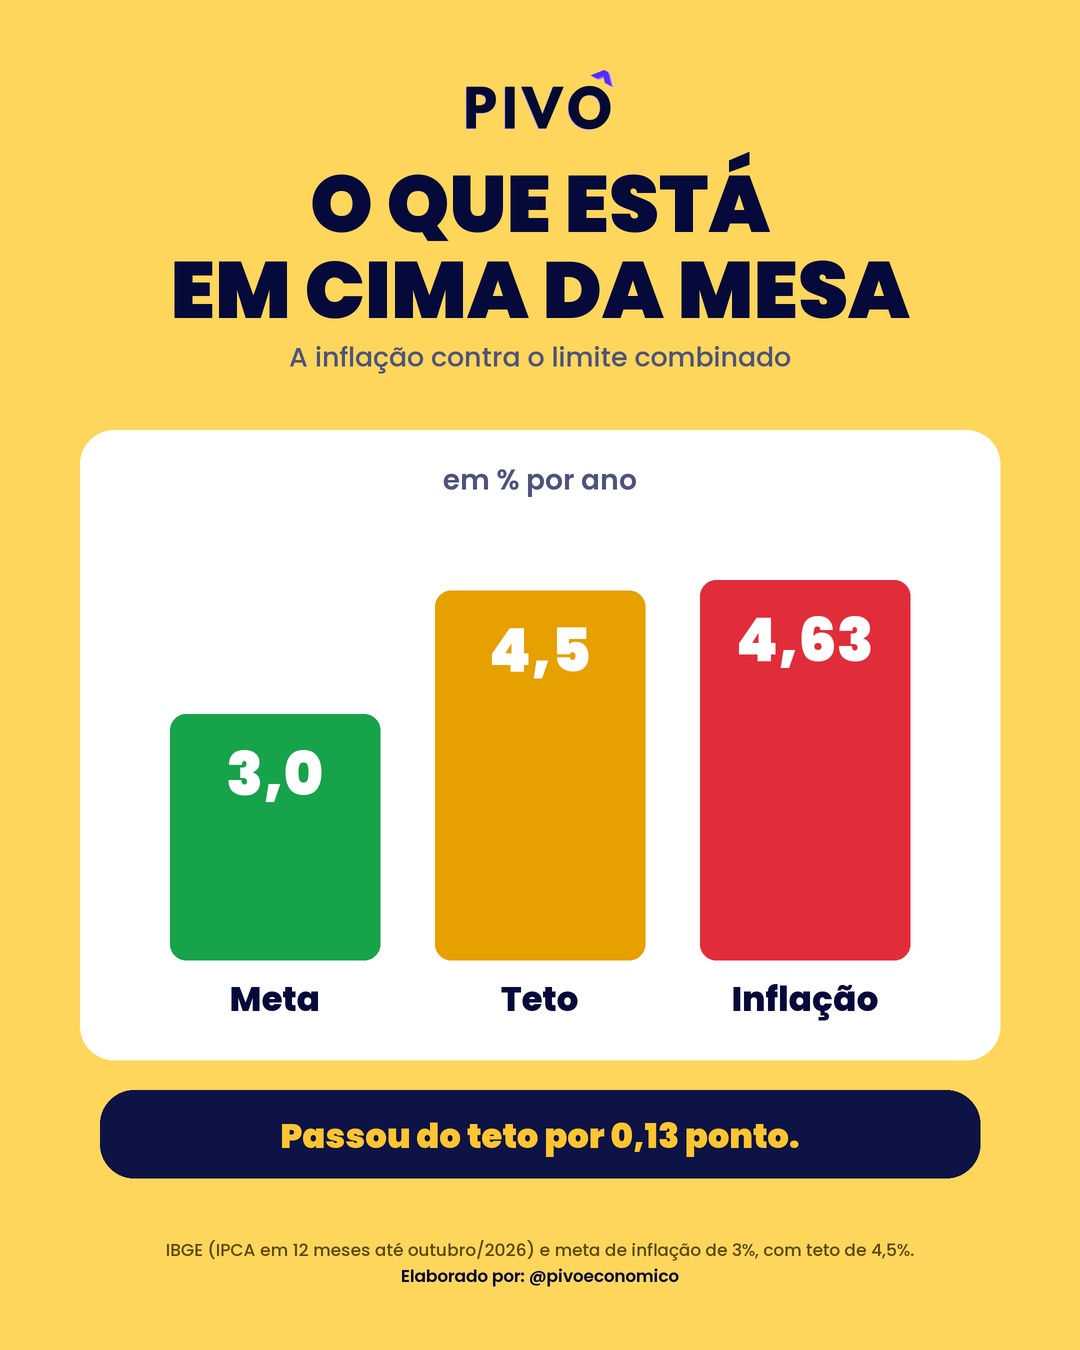 PIVÔ
O QUE ESTÁ
EM CIMA DA MESA
A inflação contra o limite combinado
em % por ano
3,0
4,5
4,63
Meta
Teto
Inflação
Passou do teto por 0,13 ponto.
IBGE (IPCA em 12 meses até outubro/2026) e meta de inflação de 3%, com teto de 4,5%.
Elaborado por: @pivoeconomico